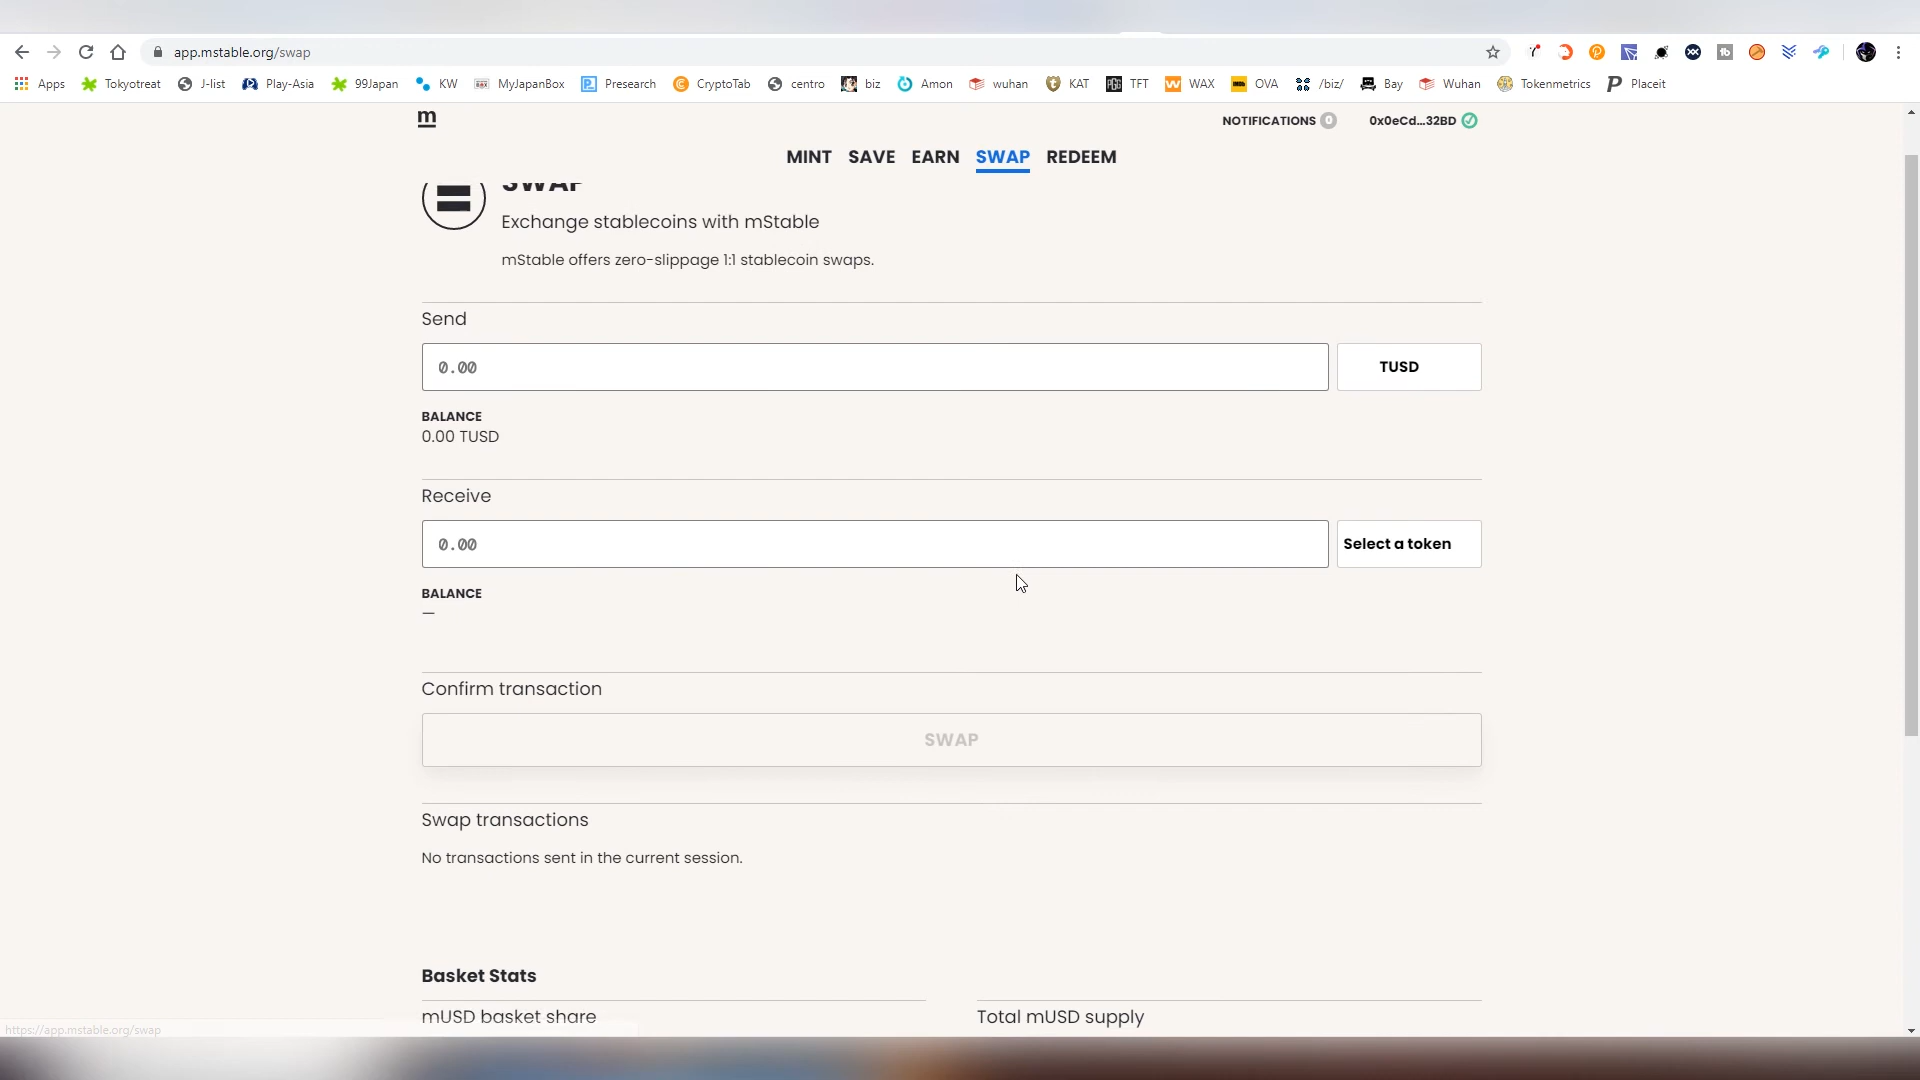 app.mstable.org/swap
Apps Tokyotreat J-list Play-Asia 99Japan KW MyJapanBox Presearch CryptoTab centro biz Amon wuhan KAT TFT WAX OVA /biz/ Bay Wuhan Tokenmetrics Placeit
m NOTIFICATIONS 0 0x0eCd...32BD
MINT SAVE EARN SWAP REDEEM
SWAP
Exchange stablecoins with mStable
mStable offers zero-slippage 1:1 stablecoin swaps.
Send
0.00 TUSD
BALANCE
0.00 TUSD
Receive
0.00 Select a token
BALANCE
—
Confirm transaction
SWAP
Swap transactions
No transactions sent in the current session.
Basket Stats
mUSD basket share Total mUSD supply
https://app.mstable.org/swap